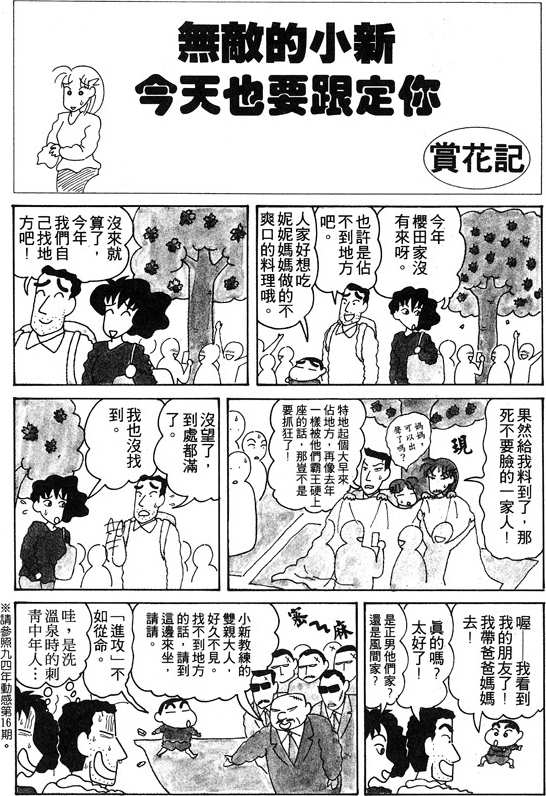 無敵的小新
今天也要跟定你
賞花記
今年
櫻田家沒
有來呀。
也許是佔
不到地方
吧。
人家好想吃
妮妮媽媽做的不
爽口的料理哦。
沒來就
算了，
今年
我們自
己找地
方吧！
果然給我料到了，那
死不要臉的一家人！
現
媽媽，
可以出
聲了嗎？
特地起個大早來
佔地方，再像去年
一樣被他們霸王硬上
座的話，那豈不是
要抓狂了！
沒望了，
到處都滿
了。
我也沒找
到。
喔——我看到
我的朋友了！
我帶爸爸媽媽
去！
真的嗎？
太好了！
是正男他們家？
還是風間家？
密～麻
小新教練的
雙親大人，
好久不見。
找不到地方
的話，請到
這邊來坐，
請請。
「進攻」不
如從命。
哇，是洗
溫泉時的刺
青中年人…
※請參照九四年動感第16期。